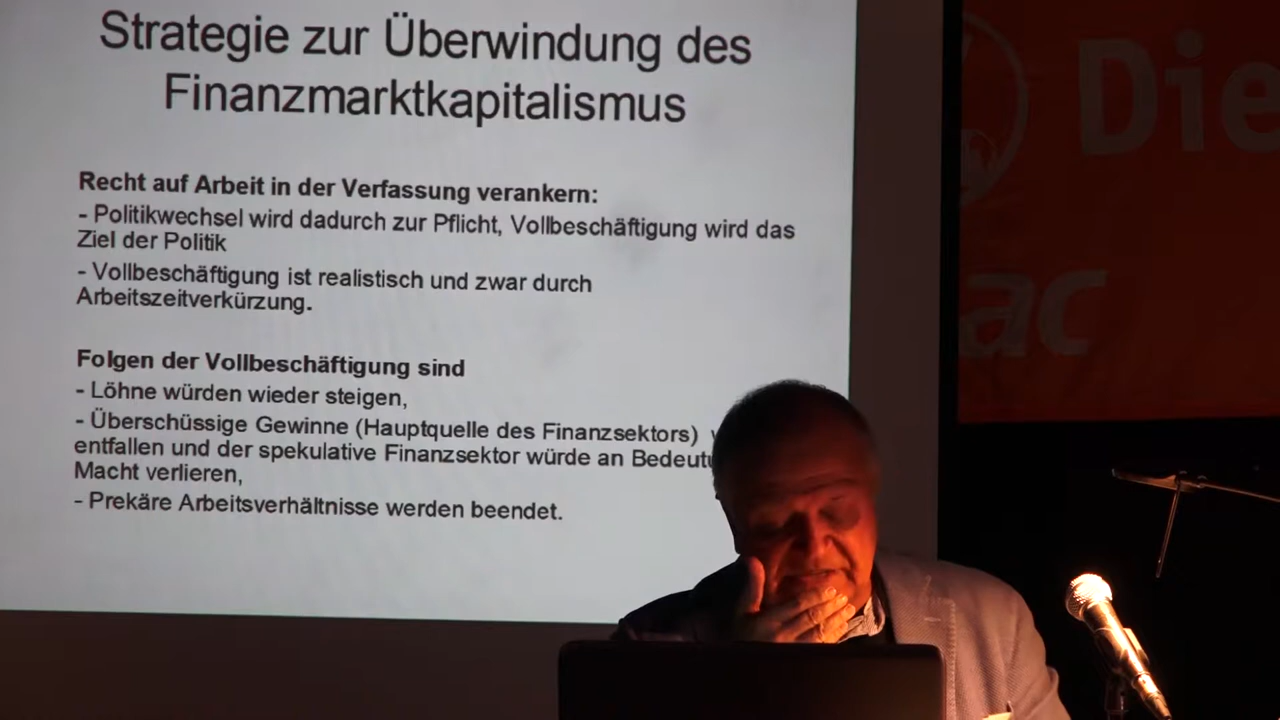 Strategie zur Überwindung des
Finanzmarktkapitalismus
Recht auf Arbeit in der Verfassung verankern:
- Politikwechsel wird dadurch zur Pflicht, Vollbeschäftigung wird das
Ziel der Politik
- Vollbeschäftigung ist realistisch und zwar durch
Arbeitszeitverkürzung.
Folgen der Vollbeschäftigung sind
- Löhne würden wieder steigen,
- Überschüssige Gewinne (Hauptquelle des Finanzsektors)
entfallen und der spekulative Finanzsektor würde an
Macht verlieren,
- Prekäre Arbeitsverhältnisse werden beendet.
Die
ac